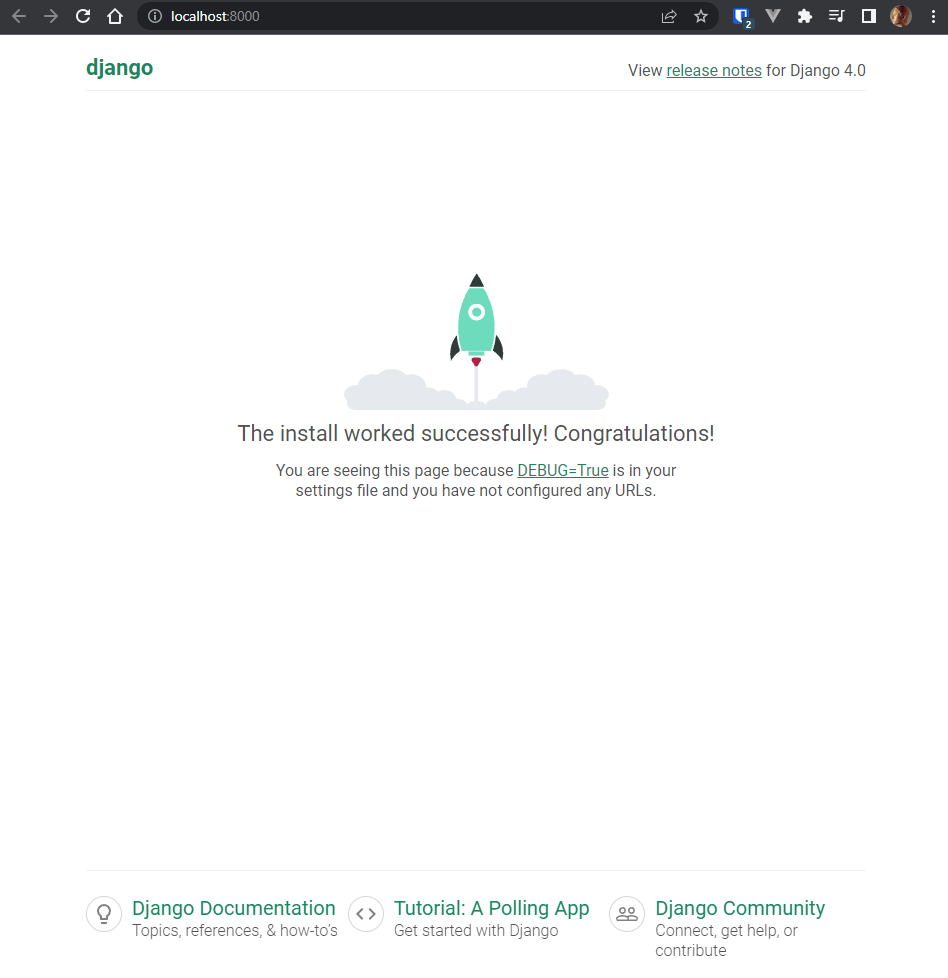 localhost:8000
2
django
View release notes for Django 4.0
The install worked successfully! Congratulations!
You are seeing this page because DEBUG=True is in your
settings file and you have not configured any URLs.
Django Documentation
Topics, references, & how-to’s
Tutorial: A Polling App
Get started with Django
Django Community
Connect, get help, or
contribute